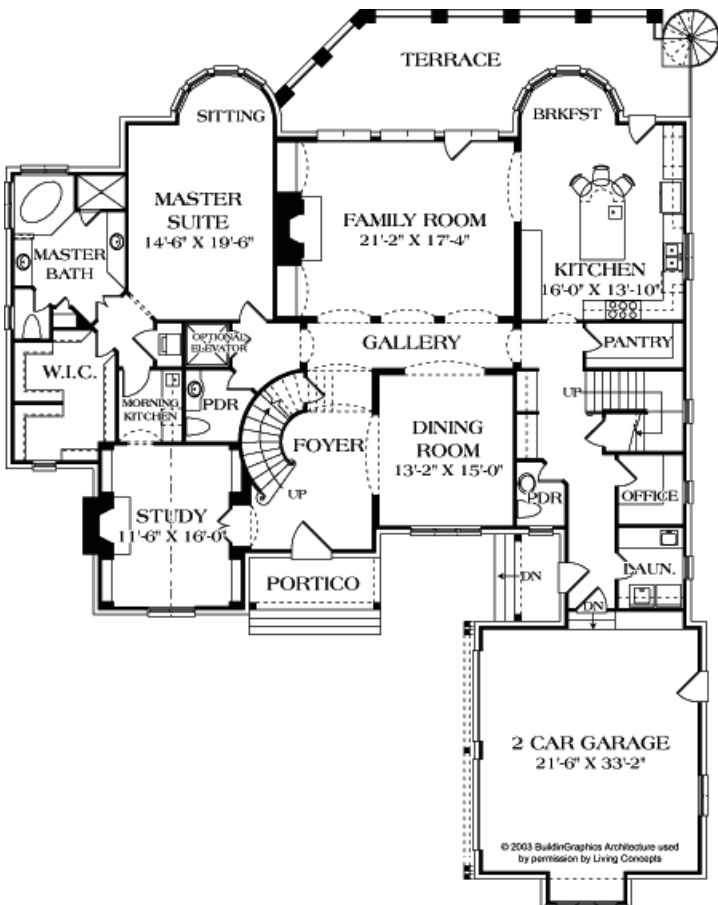 TERRACE
SITTING
BRKFST
MASTER
SUITE
14'-6" X 19'-6"
FAMILY ROOM
21'-2" X 17'-4"
MASTER
BATH
KITCHEN
16'-0" X 13'-10"
OPTIONAL
ELEVATOR
GALLERY
PANTRY
W.I.C.
MORNING
KITCHEN
PDR
UP
FOYER
DINING
ROOM
13'-2" X 15'-0"
UP
PDR
OFFICE
STUDY
11'-6" X 16'-0"
PORTICO
DN
LAUN.
DN
2 CAR GARAGE
21'-6" X 33'-2"
© 2003 BuildinGraphics Architecture used
by permission by Living Concepts